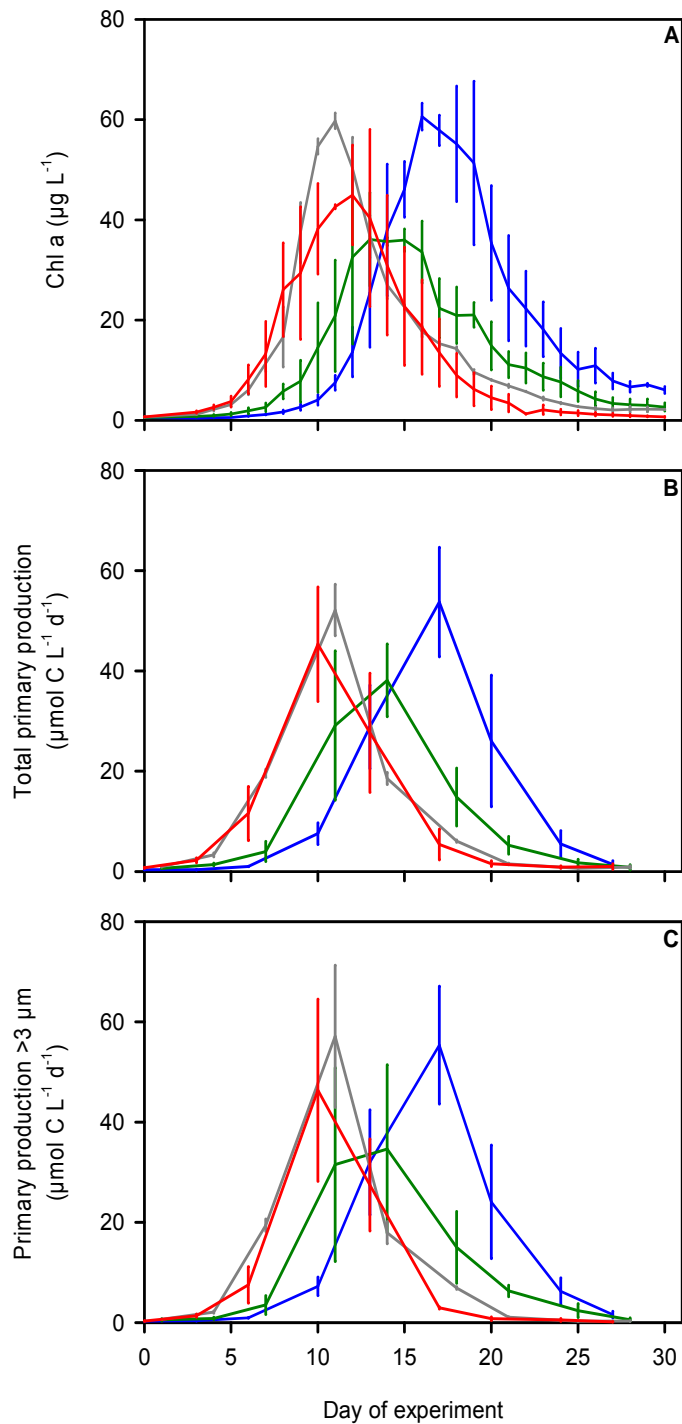 A
80
60
40
20
0
Chl a (µg L⁻¹)
B
80
60
40
20
0
Total primary production
(µmol C L⁻¹ d⁻¹)
C
80
60
40
20
0
Primary production >3 µm
(µmol C L⁻¹ d⁻¹)
0 5 10 15 20 25 30
Day of experiment